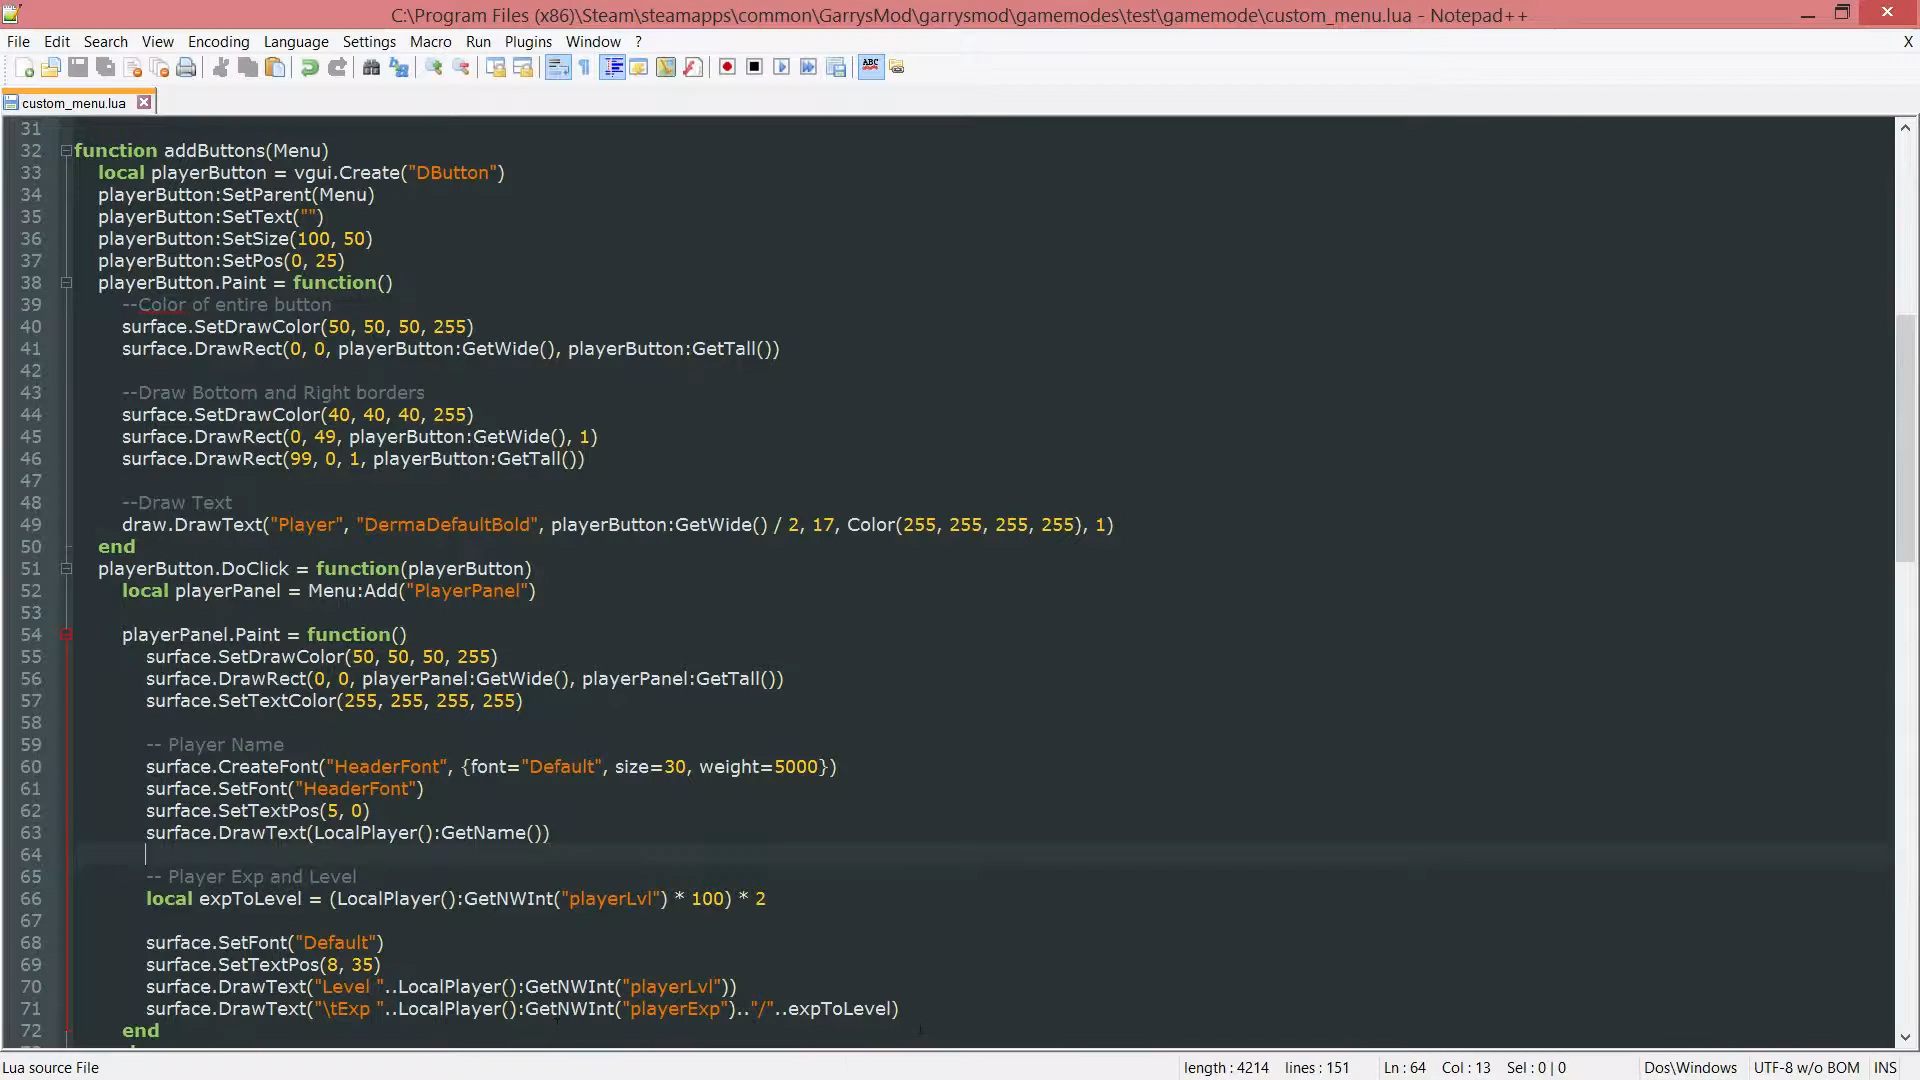 C:\Program Files (x86)\Steam\steamapps\common\GarrysMod\garrysmod\gamemodes\test\gamemode\custom_menu.lua - Notepad++
File Edit Search View Encoding Language Settings Macro Run Plugins Window ? X
ABC
custom_menu.lua
31
32 function addButtons(Menu)
33 local playerButton = vgui.Create("DButton")
34 playerButton:SetParent(Menu)
35 playerButton:SetText("")
36 playerButton:SetSize(100, 50)
37 playerButton:SetPos(0, 25)
38 playerButton.Paint = function()
39 --Color of entire button
40 surface.SetDrawColor(50, 50, 50, 255)
41 surface.DrawRect(0, 0, playerButton:GetWide(), playerButton:GetTall())
42
43 --Draw Bottom and Right borders
44 surface.SetDrawColor(40, 40, 40, 255)
45 surface.DrawRect(0, 49, playerButton:GetWide(), 1)
46 surface.DrawRect(99, 0, 1, playerButton:GetTall())
47
48 --Draw Text
49 draw.DrawText("Player", "DermaDefaultBold", playerButton:GetWide() / 2, 17, Color(255, 255, 255, 255), 1)
50 end
51 playerButton.DoClick = function(playerButton)
52 local playerPanel = Menu:Add("PlayerPanel")
53
54 playerPanel.Paint = function()
55 surface.SetDrawColor(50, 50, 50, 255)
56 surface.DrawRect(0, 0, playerPanel:GetWide(), playerPanel:GetTall())
57 surface.SetTextColor(255, 255, 255, 255)
58
59 -- Player Name
60 surface.CreateFont("HeaderFont", {font="Default", size=30, weight=5000})
61 surface.SetFont("HeaderFont")
62 surface.SetTextPos(5, 0)
63 surface.DrawText(LocalPlayer():GetName())
64
65 -- Player Exp and Level
66 local expToLevel = (LocalPlayer():GetNWInt("playerLvl") * 100) * 2
67
68 surface.SetFont("Default")
69 surface.SetTextPos(8, 35)
70 surface.DrawText("Level "..LocalPlayer():GetNWInt("playerLvl"))
71 surface.DrawText("\tExp "..LocalPlayer():GetNWInt("playerExp").."/"..expToLevel)
72 end
Lua source File length : 4214 lines : 151 Ln : 64 Col : 13 Sel : 0 | 0 Dos\Windows UTF-8 w/o BOM INS